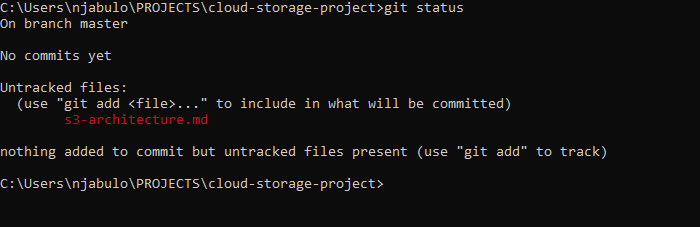 C:\Users\njabulo\PROJECTS\cloud-storage-project>git status
On branch master
No commits yet
Untracked files:
  (use "git add <file>..." to include in what will be committed)
        s3-architecture.md
nothing added to commit but untracked files present (use "git add" to track)
C:\Users\njabulo\PROJECTS\cloud-storage-project>